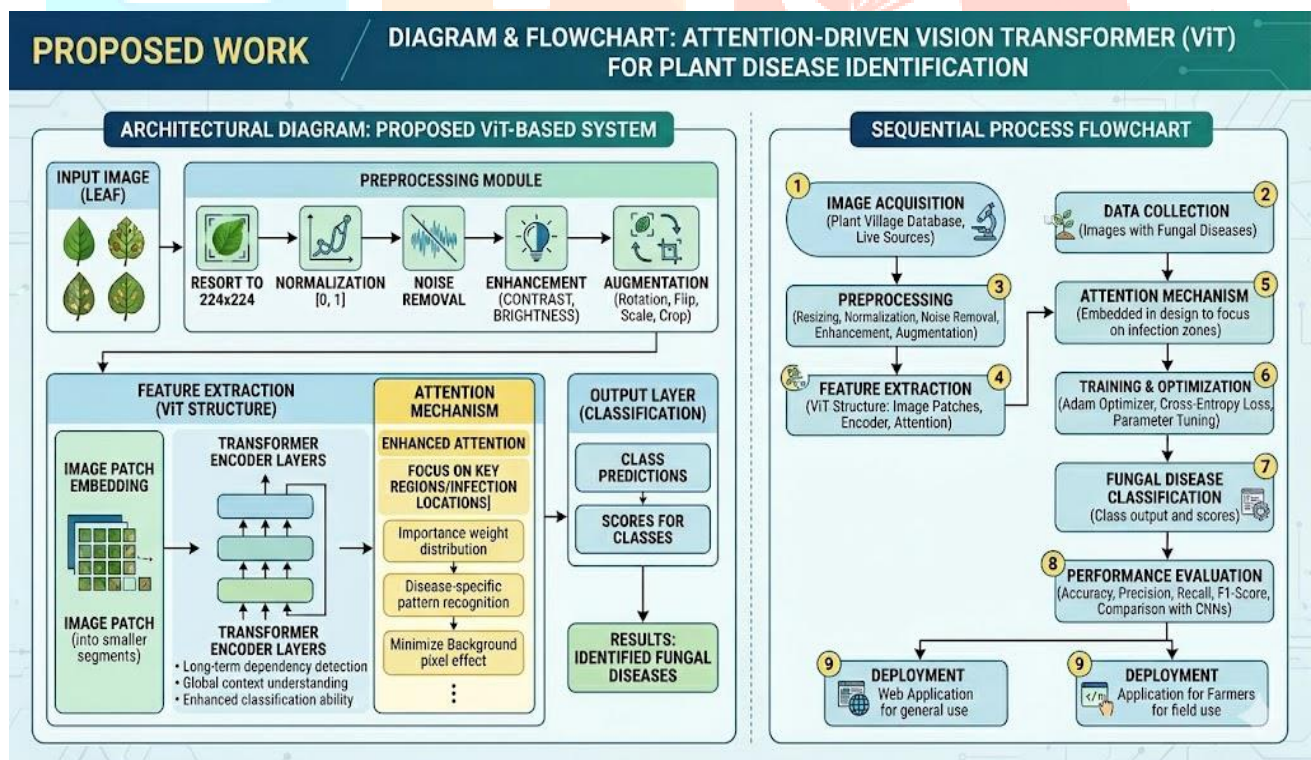 PROPOSED WORK
DIAGRAM & FLOWCHART: ATTENTION-DRIVEN VISION TRANSFORMER (ViT)
FOR PLANT DISEASE IDENTIFICATION
ARCHITECTURAL DIAGRAM: PROPOSED ViT-BASED SYSTEM
INPUT IMAGE
(LEAF)
PREPROCESSING MODULE
RESORT TO
224x224
NORMALIZATION
[0, 1]
NOISE
REMOVAL
ENHANCEMENT
(CONTRAST,
BRIGHTNESS)
AUGMENTATION
(Rotation, Flip,
Scale, Crop)
FEATURE EXTRACTION
(ViT STRUCTURE)
IMAGE PATCH
EMBEDDING
IMAGE PATCH
(into smaller
segments)
TRANSFORMER
ENCODER LAYERS
TRANSFORMER
ENCODER LAYERS
• Long-term dependency detection
• Global context understanding
• Enhanced classification ability
ATTENTION
MECHANISM
ENHANCED ATTENTION
FOCUS ON KEY
REGIONS/INFECTION
LOCATIONS]
Importance weight
distribution
Disease-specific
pattern recognition
Minimize Background
pixel effect
OUTPUT LAYER
(CLASSIFICATION)
CLASS
PREDICTIONS
SCORES FOR
CLASSES
RESULTS:
IDENTIFIED FUNGAL
DISEASES
SEQUENTIAL PROCESS FLOWCHART
1
IMAGE ACQUISITION
(Plant Village Database,
Live Sources)
2
DATA COLLECTION
(Images with Fungal Diseases)
3
PREPROCESSING
(Resizing, Normalization, Noise Removal,
Enhancement, Augmentation)
4
FEATURE EXTRACTION
(ViT Structure: Image Patches,
Encoder, Attention)
5
ATTENTION MECHANISM
(Embedded in design to focus
on infection zones)
6
TRAINING & OPTIMIZATION
(Adam Optimizer, Cross-Entropy Loss,
Parameter Tuning)
7
FUNGAL DISEASE
CLASSIFICATION
(Class output and scores)
8
PERFORMANCE EVALUATION
(Accuracy, Precision, Recall, F1-Score,
Comparison with CNNs)
9
DEPLOYMENT
Web Application
for general use
9
DEPLOYMENT
Application for Farmers
for field use